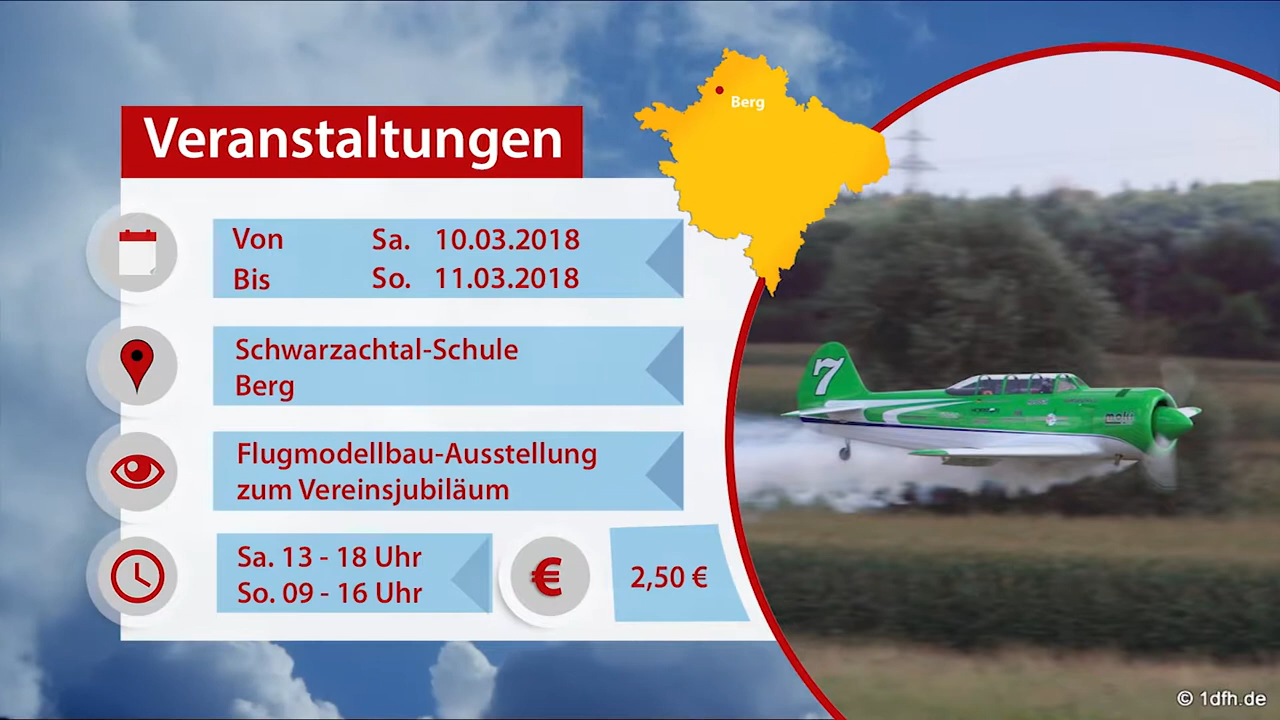 Veranstaltungen
Berg
Von Sa. 10.03.2018
Bis So. 11.03.2018
Schwarzachtal-Schule
Berg
Flugmodellbau-Ausstellung
zum Vereinsjubiläum
Sa. 13 - 18 Uhr
So. 09 - 16 Uhr
€
2,50 €
7
© 1dfh.de